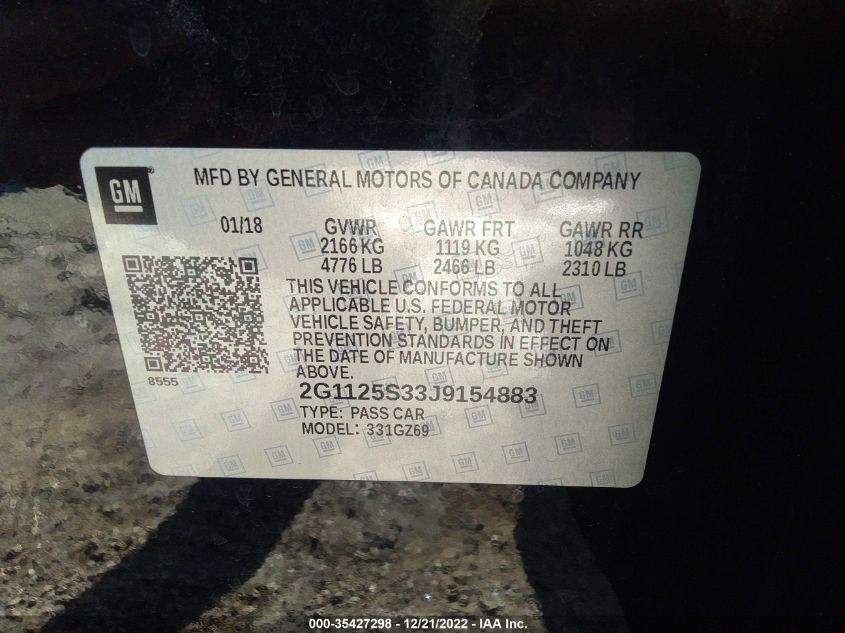 GM
MFD BY GENERAL MOTORS OF CANADA COMPANY
01/18 GVWR GAWR FRT GAWR RR
2166 KG 1119 KG 1048 KG
4776 LB 2466 LB 2310 LB
THIS VEHICLE CONFORMS TO ALL
APPLICABLE U.S. FEDERAL MOTOR
VEHICLE SAFETY, BUMPER, AND THEFT
PREVENTION STANDARDS IN EFFECT ON
THE DATE OF MANUFACTURE SHOWN
ABOVE.
8555
2G1125S33J9154883
TYPE: PASS CAR
MODEL: 331GZ69
000-35427298 - 12/21/2022 - IAA Inc.